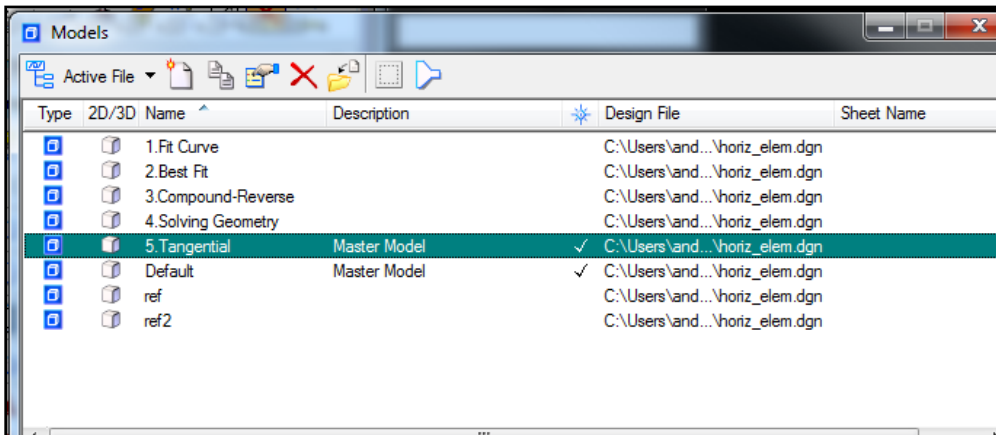 Models
Active File
Type 2D/3D Name Description Design File Sheet Name
1.Fit Curve C:\Users\and...\horiz_elem.dgn
2.Best Fit C:\Users\and...\horiz_elem.dgn
3.Compound-Reverse C:\Users\and...\horiz_elem.dgn
4.Solving Geometry C:\Users\and...\horiz_elem.dgn
5.Tangential Master Model ✓ C:\Users\and...\horiz_elem.dgn
Default Master Model ✓ C:\Users\and...\horiz_elem.dgn
ref C:\Users\and...\horiz_elem.dgn
ref2 C:\Users\and...\horiz_elem.dgn